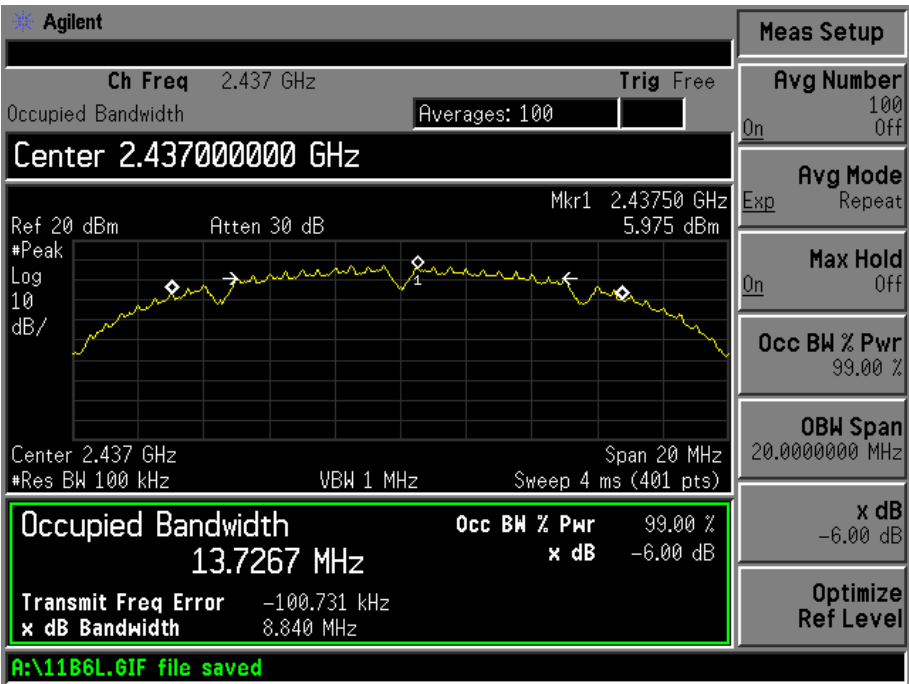 Agilent
Ch Freq 2.437 GHz Trig Free
Occupied Bandwidth Averages: 100
Center 2.437000000 GHz
Mkr1 2.43750 GHz
Ref 20 dBm Atten 30 dB 5.975 dBm
#Peak
Log
10
dB/
1
Center 2.437 GHz Span 20 MHz
#Res BW 100 kHz VBW 1 MHz Sweep 4 ms (401 pts)
Occupied Bandwidth Occ BW % Pwr 99.00 %
13.7267 MHz x dB -6.00 dB
Transmit Freq Error -100.731 kHz
x dB Bandwidth 8.840 MHz
A:\11B6L.GIF file saved
Meas Setup
Avg Number
100
On Off
Avg Mode
Exp Repeat
Max Hold
On Off
Occ BW % Pwr
99.00 %
OBW Span
20.0000000 MHz
x dB
-6.00 dB
Optimize
Ref Level